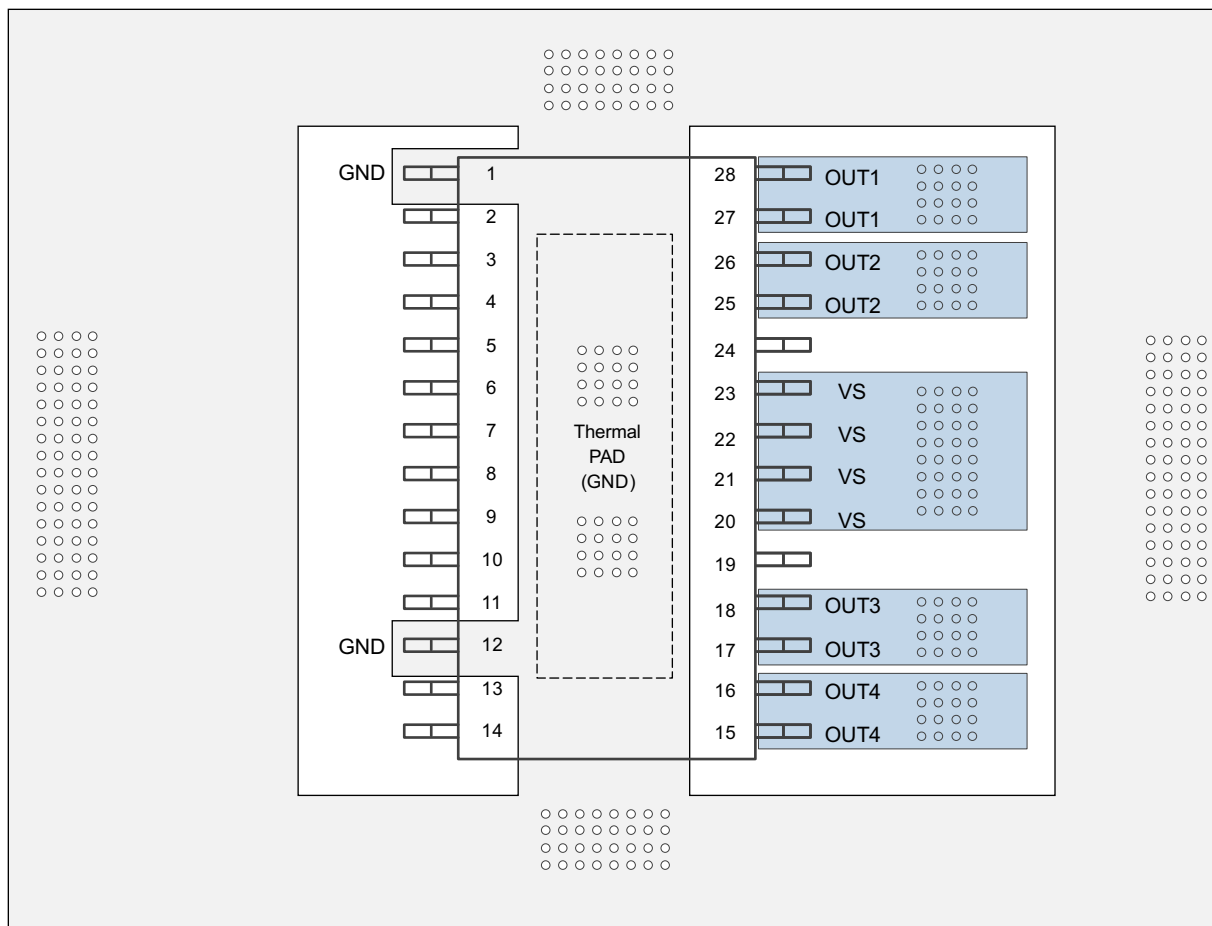 GND 1 28 OUT1
2 27 OUT1
3 26 OUT2
4 25 OUT2
5 24
6 23 VS
7 22 VS
8 21 VS
9 20 VS
10 19
11 18 OUT3
GND 12 17 OUT3
13 16 OUT4
14 15 OUT4
Thermal
PAD
(GND)